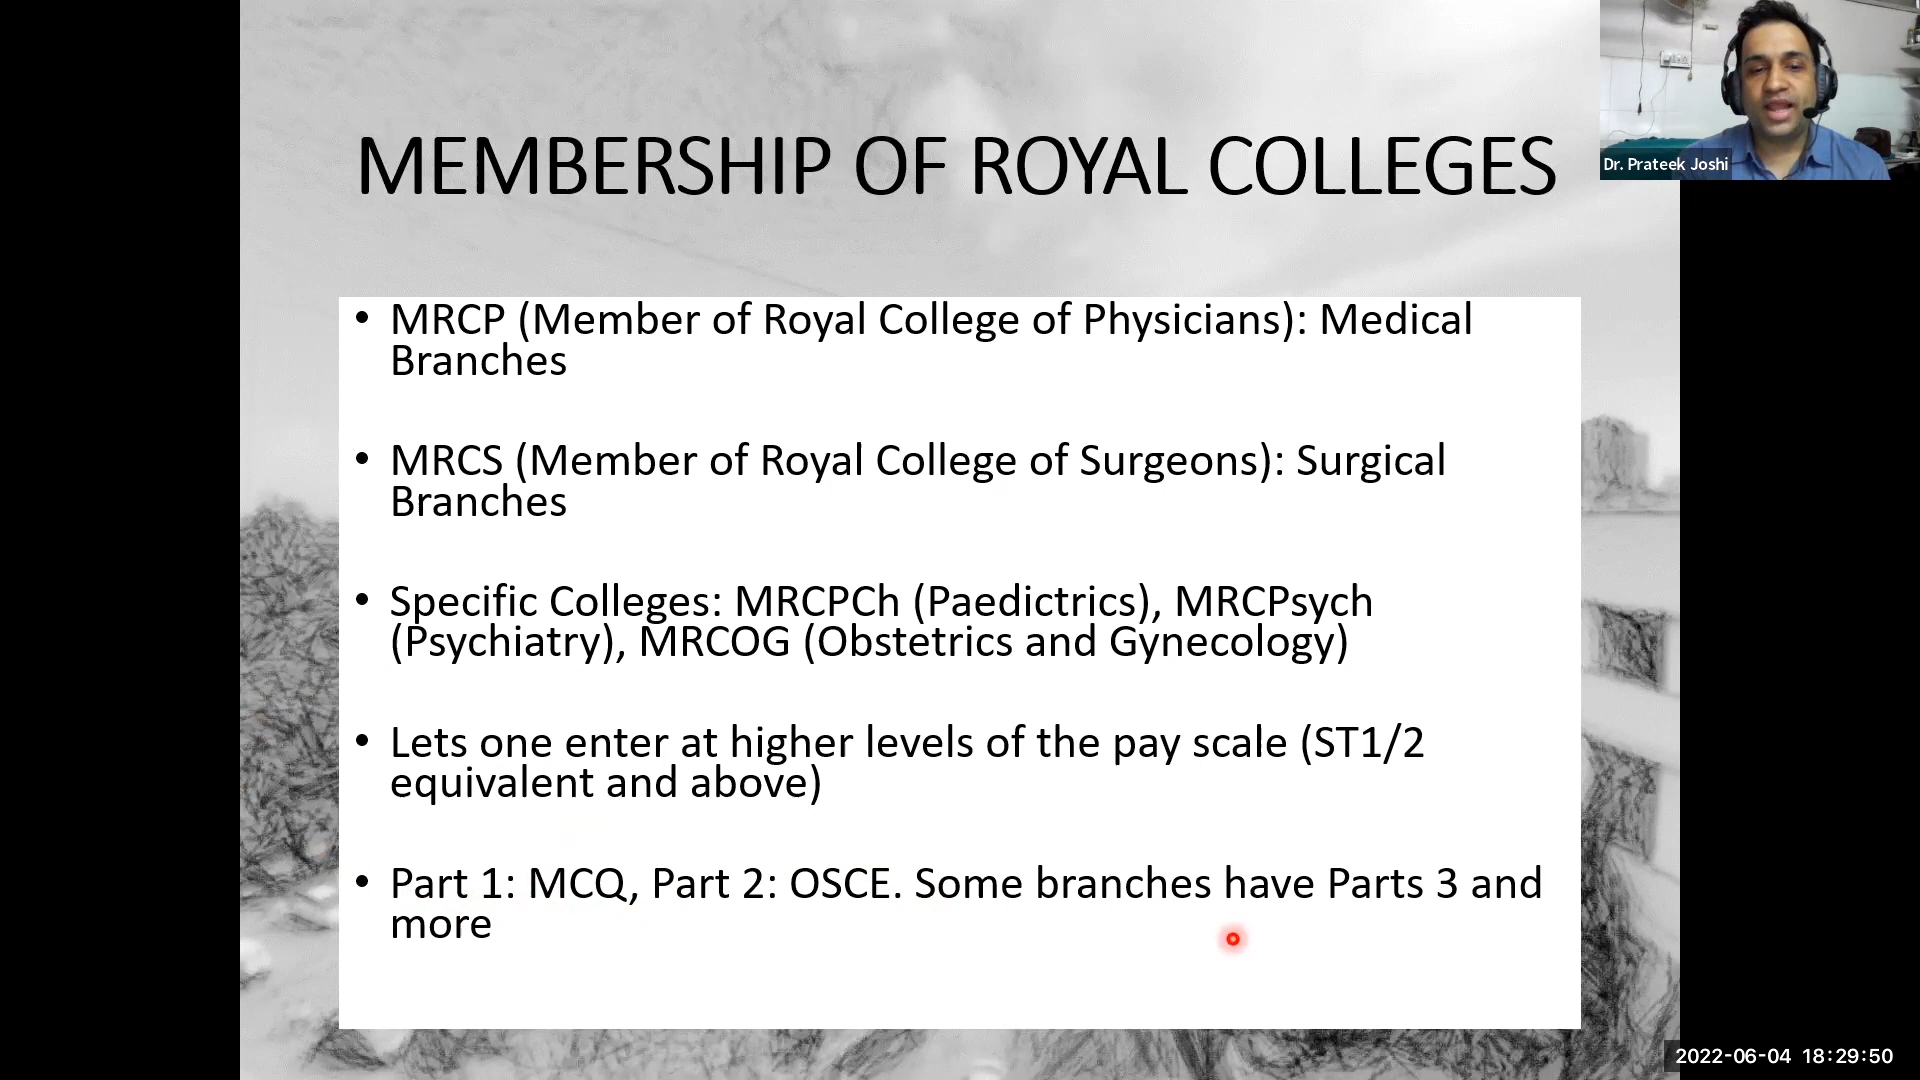 MEMBERSHIP OF ROYAL COLLEGES
Dr. Prateek Joshi
• MRCP (Member of Royal College of Physicians): Medical
Branches
• MRCS (Member of Royal College of Surgeons): Surgical
Branches
• Specific Colleges: MRCPCh (Paedictrics), MRCPsych
(Psychiatry), MRCOG (Obstetrics and Gynecology)
• Lets one enter at higher levels of the pay scale (ST1/2
equivalent and above)
• Part 1: MCQ, Part 2: OSCE. Some branches have Parts 3 and
more
2022-06-04 18:29:50